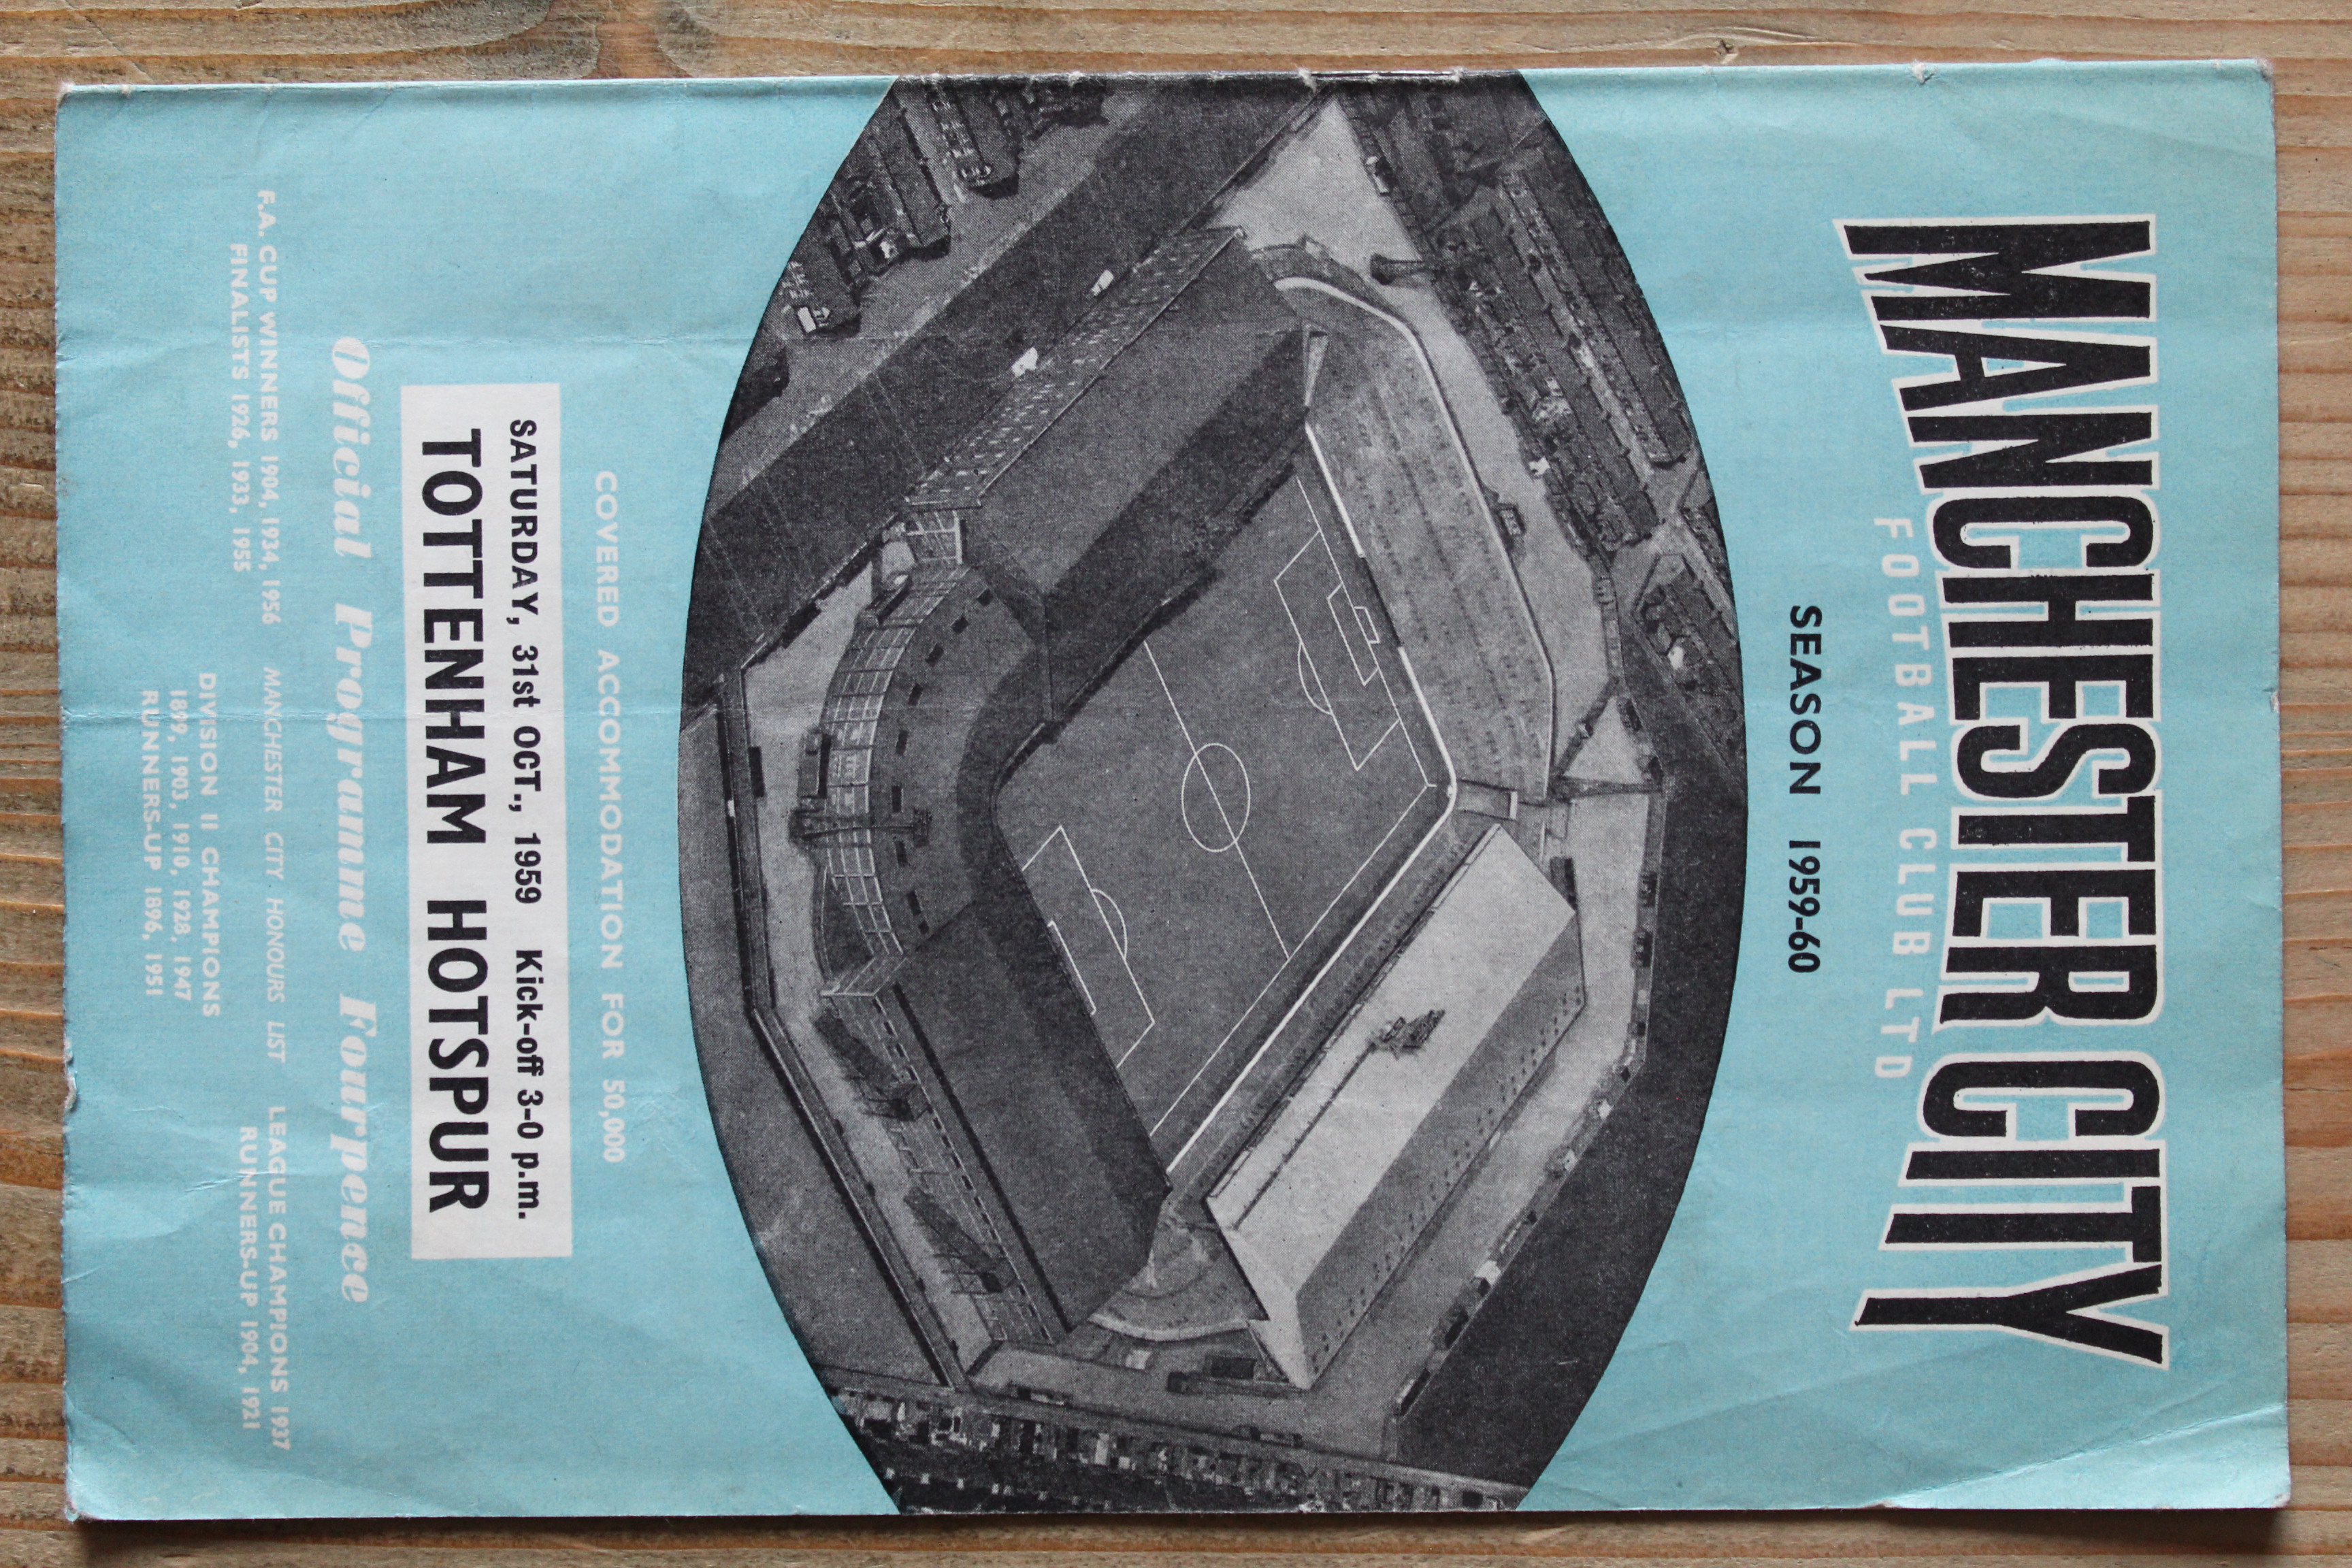 MANCHESTER CITY
FOOTBALL CLUB LTD
SEASON 1959-60
COVERED ACCOMMODATION FOR 50,000
SATURDAY, 31st OCT., 1959 Kick-off 3-0 p.m.
TOTTENHAM HOTSPUR
Official Programme Fourpence
MANCHESTER CITY HONOURS LIST
F.A. CUP WINNERS 1904, 1934, 1956
FINALISTS 1926, 1933, 1955
DIVISION II CHAMPIONS
1899, 1903, 1910, 1928, 1947
RUNNERS-UP 1896, 1951
LEAGUE CHAMPIONS 1937
RUNNERS-UP 1904, 1921